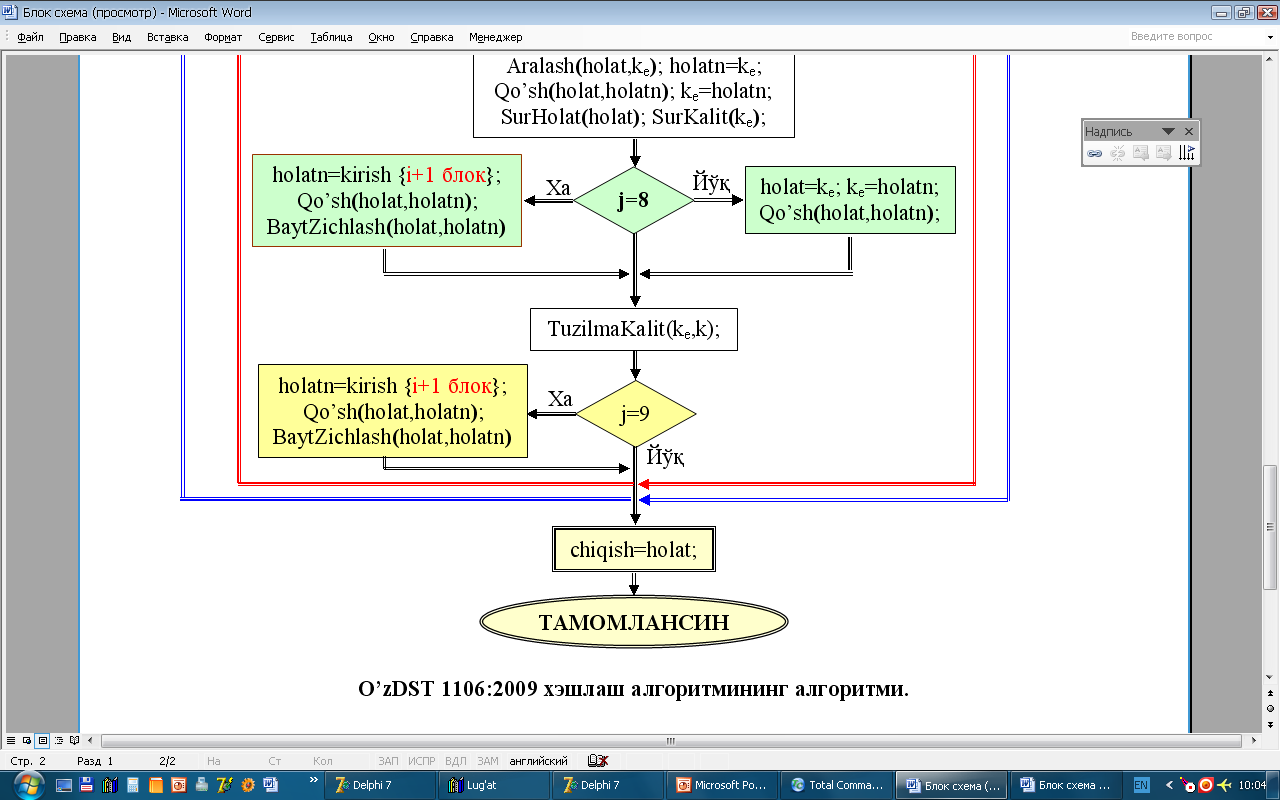 Блок схема (просмотр) - Microsoft Word
Файл Правка Вид Вставка Формат Сервис Таблица Окно Справка Менеджер
Введите вопрос
Aralash(holat,kₑ); holatn=kₑ;
Qo’sh(holat,holatn); kₑ=holatn;
SurHolat(holat); SurKalit(kₑ);
Надпись
holatn=kirish {i+1 блок};
Qo’sh(holat,holatn);
BaytZichlash(holat,holatn)
Ха
j=8
Йўқ
holat=kₑ; kₑ=holatn;
Qo’sh(holat,holatn);
TuzilmaKalit(kₑ,k);
holatn=kirish {i+1 блок};
Qo’sh(holat,holatn);
BaytZichlash(holat,holatn)
Ха
j=9
Йўқ
chiqish=holat;
ТАМОМЛАНСИН
O’zDST 1106:2009 хэшлаш алгоритмининг алгоритми.
Стр. 2 Разд 1 2/2 На Ст Кол ЗАП ИСПР ВДЛ ЗАМ английский
Delphi 7
Lug'at
Delphi 7
Microsoft Po...
Total Comma...
Блок схема (...
Блок схема ...
EN
10:04